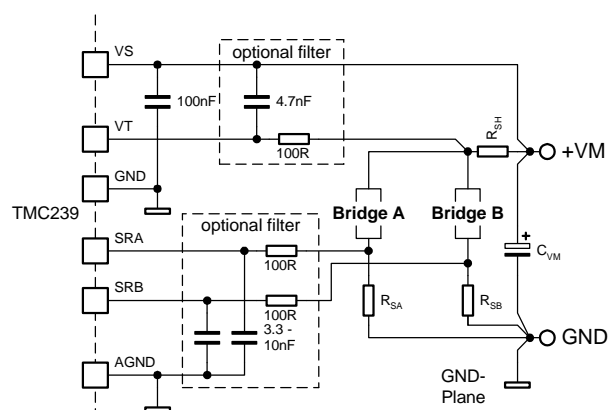 optional filter
VS
100nF
4.7nF
R_SH
VT
100R
+VM
GND
TMC239
Bridge A
Bridge B
optional filter
SRA
100R
+
C_VM
SRB
100R
R_SA
R_SB
3.3 -
10nF
GND
AGND
GND-
Plane